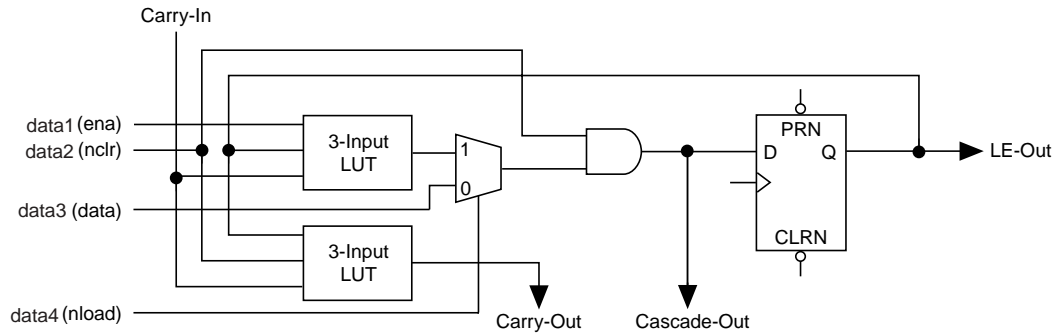 Carry-In
data1 (ena)
data2 (nclr)
3-Input
LUT
1
0
PRN
D
Q
LE-Out
data3 (data)
CLRN
3-Input
LUT
data4 (nload)
Carry-Out
Cascade-Out